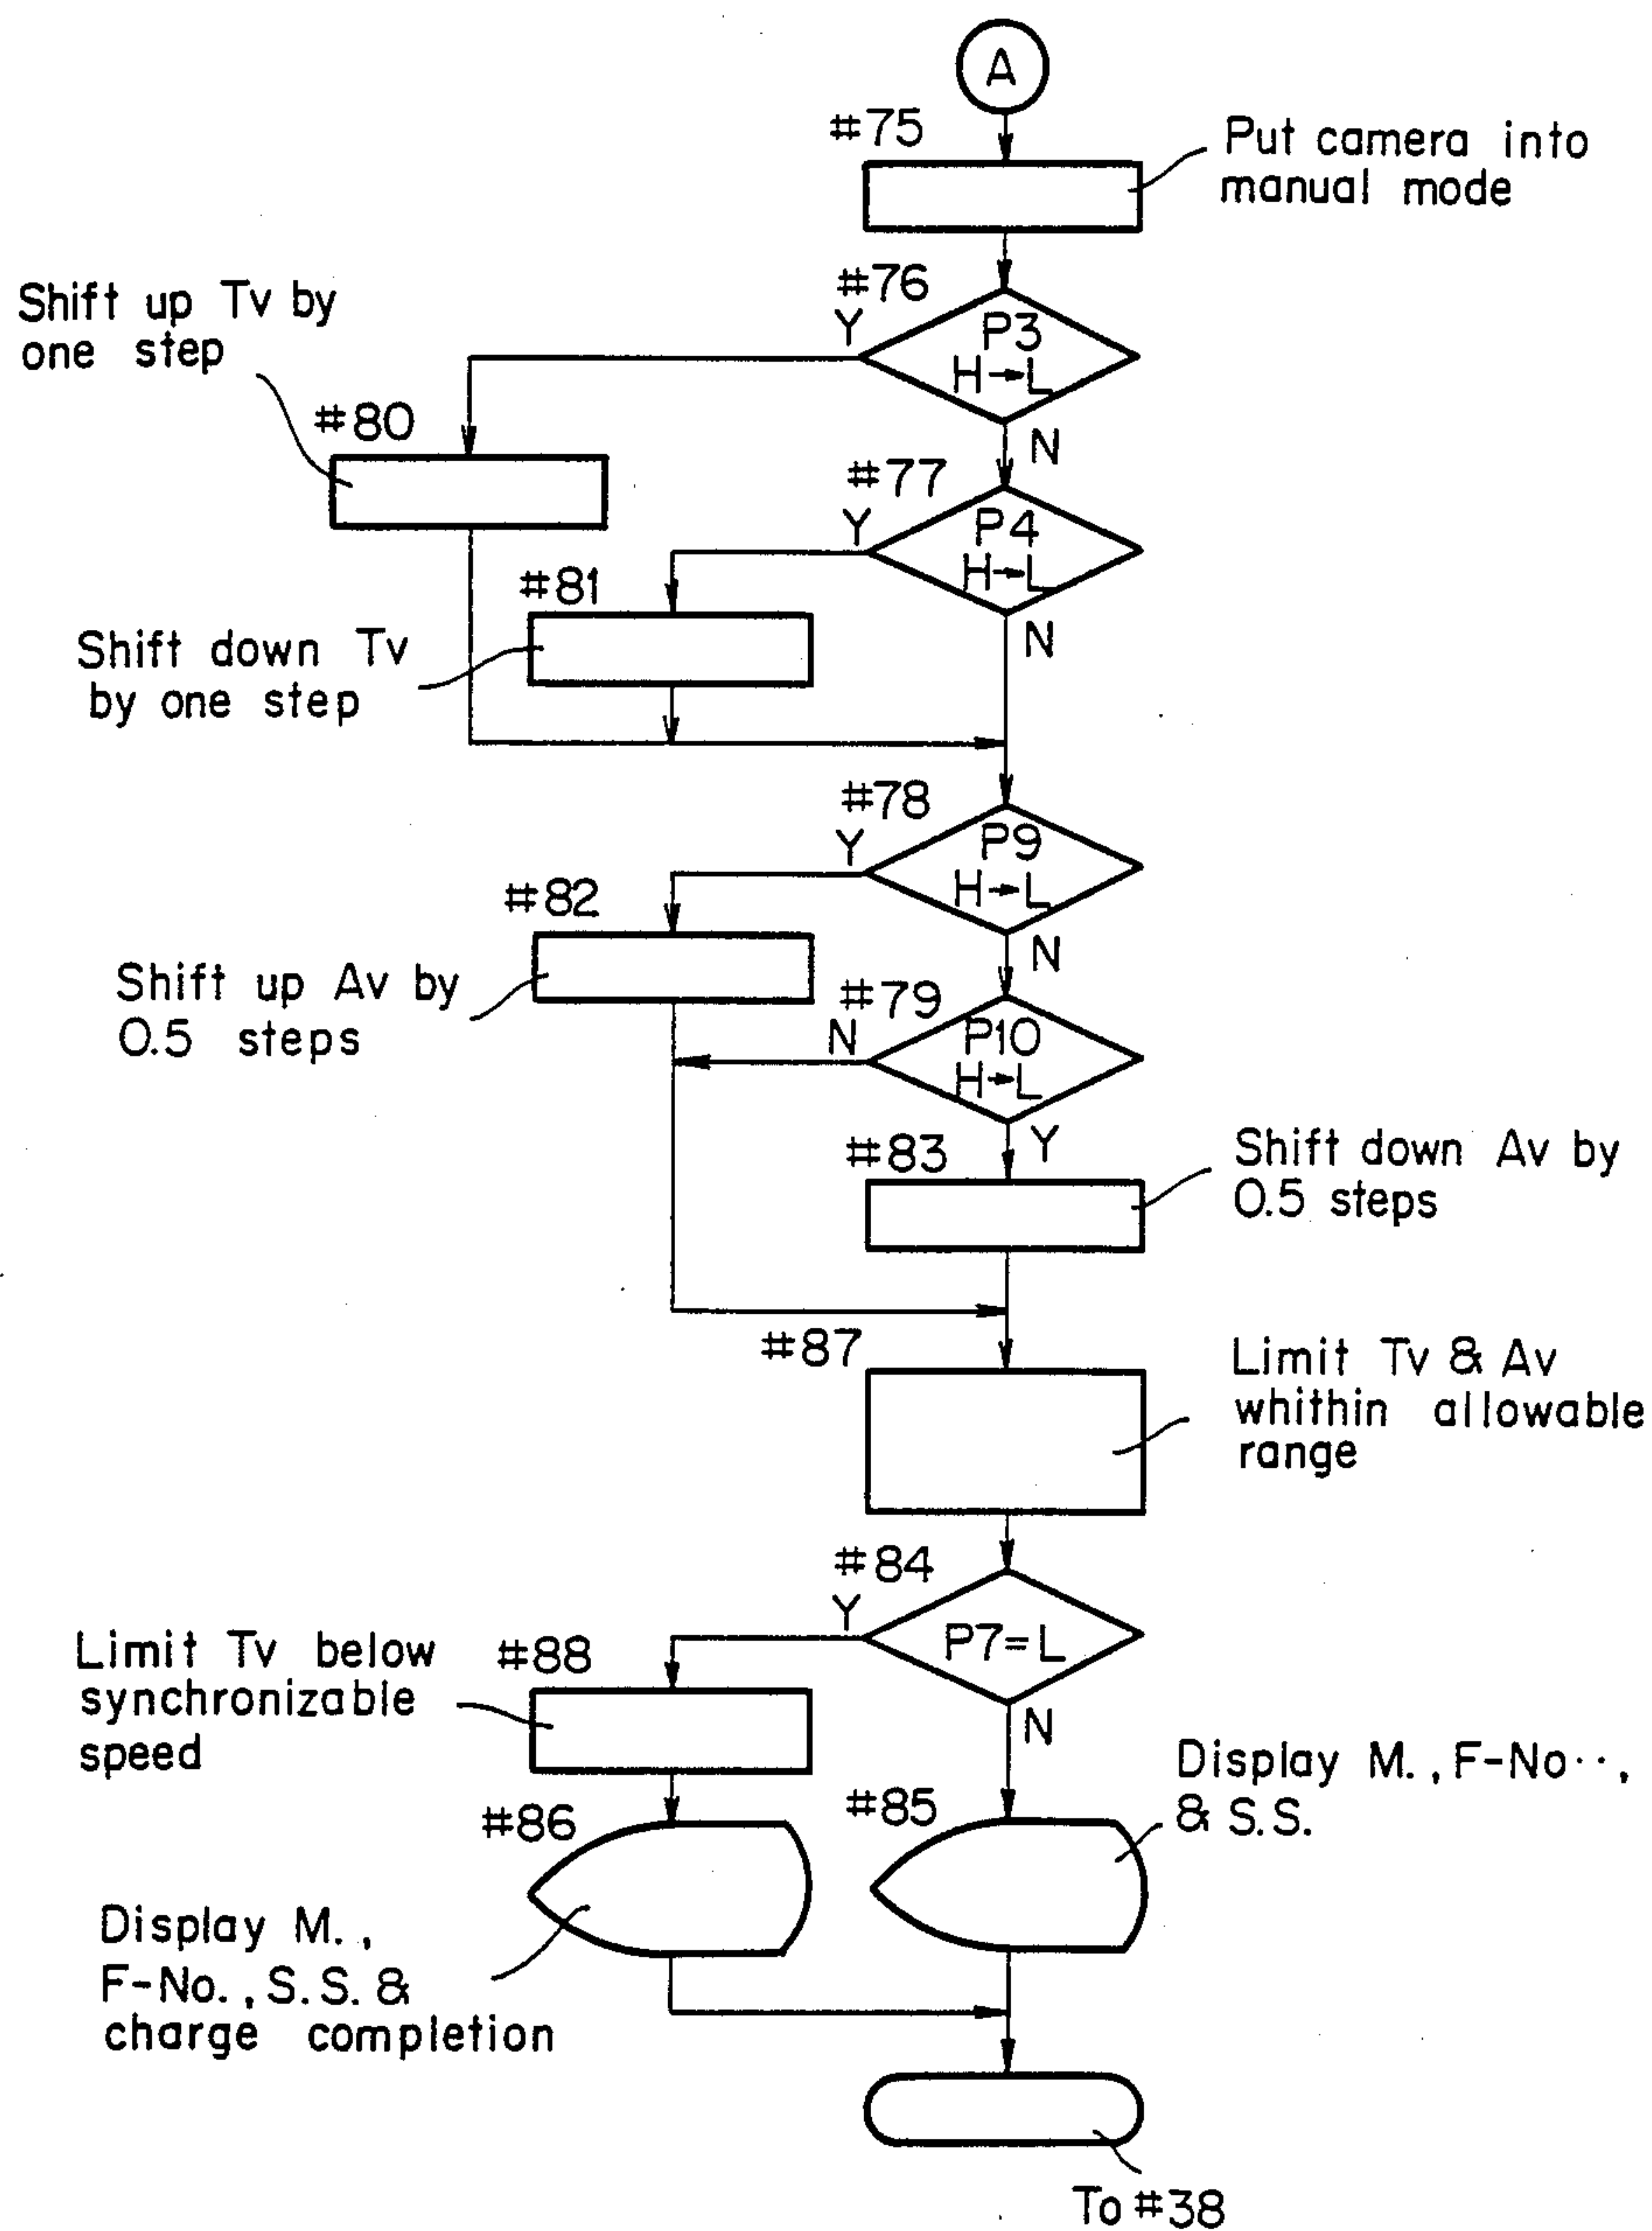 A
#75
Put camera into
manual mode
#76
Y
P3
H→L
N
Shift up Tv by
one step
#80
#77
Y
P4
H→L
N
#81
Shift down Tv
by one step
#78
Y
P9
H→L
N
#82
Shift up Av by
0.5 steps
#79
N
P10
H→L
Y
#83
Shift down Av by
0.5 steps
#87
Limit Tv & Av
whithin allowable
range
#84
Y
P7=L
N
Limit Tv below
synchronizable
speed
#88
#86
#85
Display M., F-No··,
& S.S.
Display M.,
F-No., S.S. &
charge completion
To #38